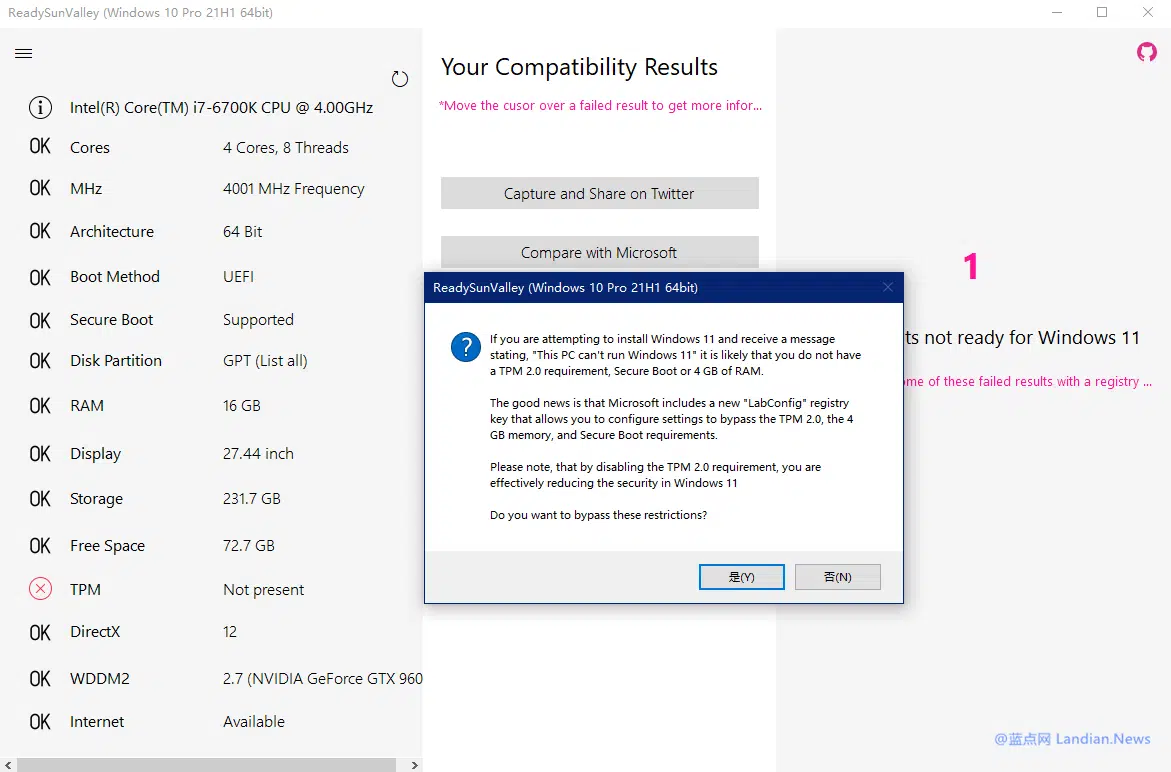 ReadySunValley (Windows 10 Pro 21H1 64bit)
Intel(R) Core(TM) i7-6700K CPU @ 4.00GHz
OK Cores 4 Cores, 8 Threads
OK MHz 4001 MHz Frequency
OK Architecture 64 Bit
OK Boot Method UEFI
OK Secure Boot Supported
OK Disk Partition GPT (List all)
OK RAM 16 GB
OK Display 27.44 inch
OK Storage 231.7 GB
OK Free Space 72.7 GB
TPM Not present
OK DirectX 12
OK WDDM2 2.7 (NVIDIA GeForce GTX 960
OK Internet Available
Your Compatibility Results
*Move the cusor over a failed result to get more infor...
Capture and Share on Twitter
Compare with Microsoft
ReadySunValley (Windows 10 Pro 21H1 64bit)
If you are attempting to install Windows 11 and receive a message
stating, "This PC can't run Windows 11" it is likely that you do not have
a TPM 2.0 requirement, Secure Boot or 4 GB of RAM.
The good news is that Microsoft includes a new "LabConfig" registry
key that allows you to configure settings to bypass the TPM 2.0, the 4
GB memory, and Secure Boot requirements.
Please note, that by disabling the TPM 2.0 requirement, you are
effectively reducing the security in Windows 11
Do you want to bypass these restrictions?
是(Y)
否(N)
1
ts not ready for Windows 11
ome of these failed results with a registry ...
@蓝点网 Landian.News